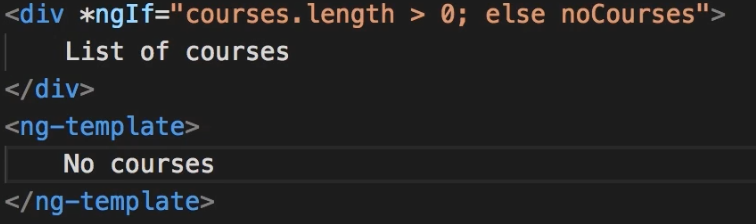 <div *ngIf="courses.length > 0; else noCourses">
List of courses
</div>
<ng-template>
No courses
</ng-template>